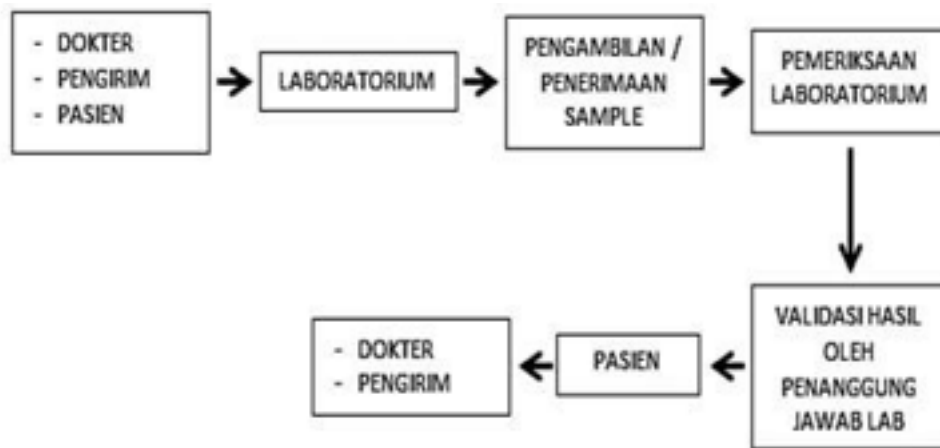 - DOKTER
- PENGIRIM
- PASIEN
LABORATORIUM
PENGAMBILAN /
PENERIMAAN
SAMPLE
PEMERIKSAAN
LABORATORIUM
VALIDASI HASIL
OLEH
PENANGGUNG
JAWAB LAB
PASIEN
- DOKTER
- PENGIRIM